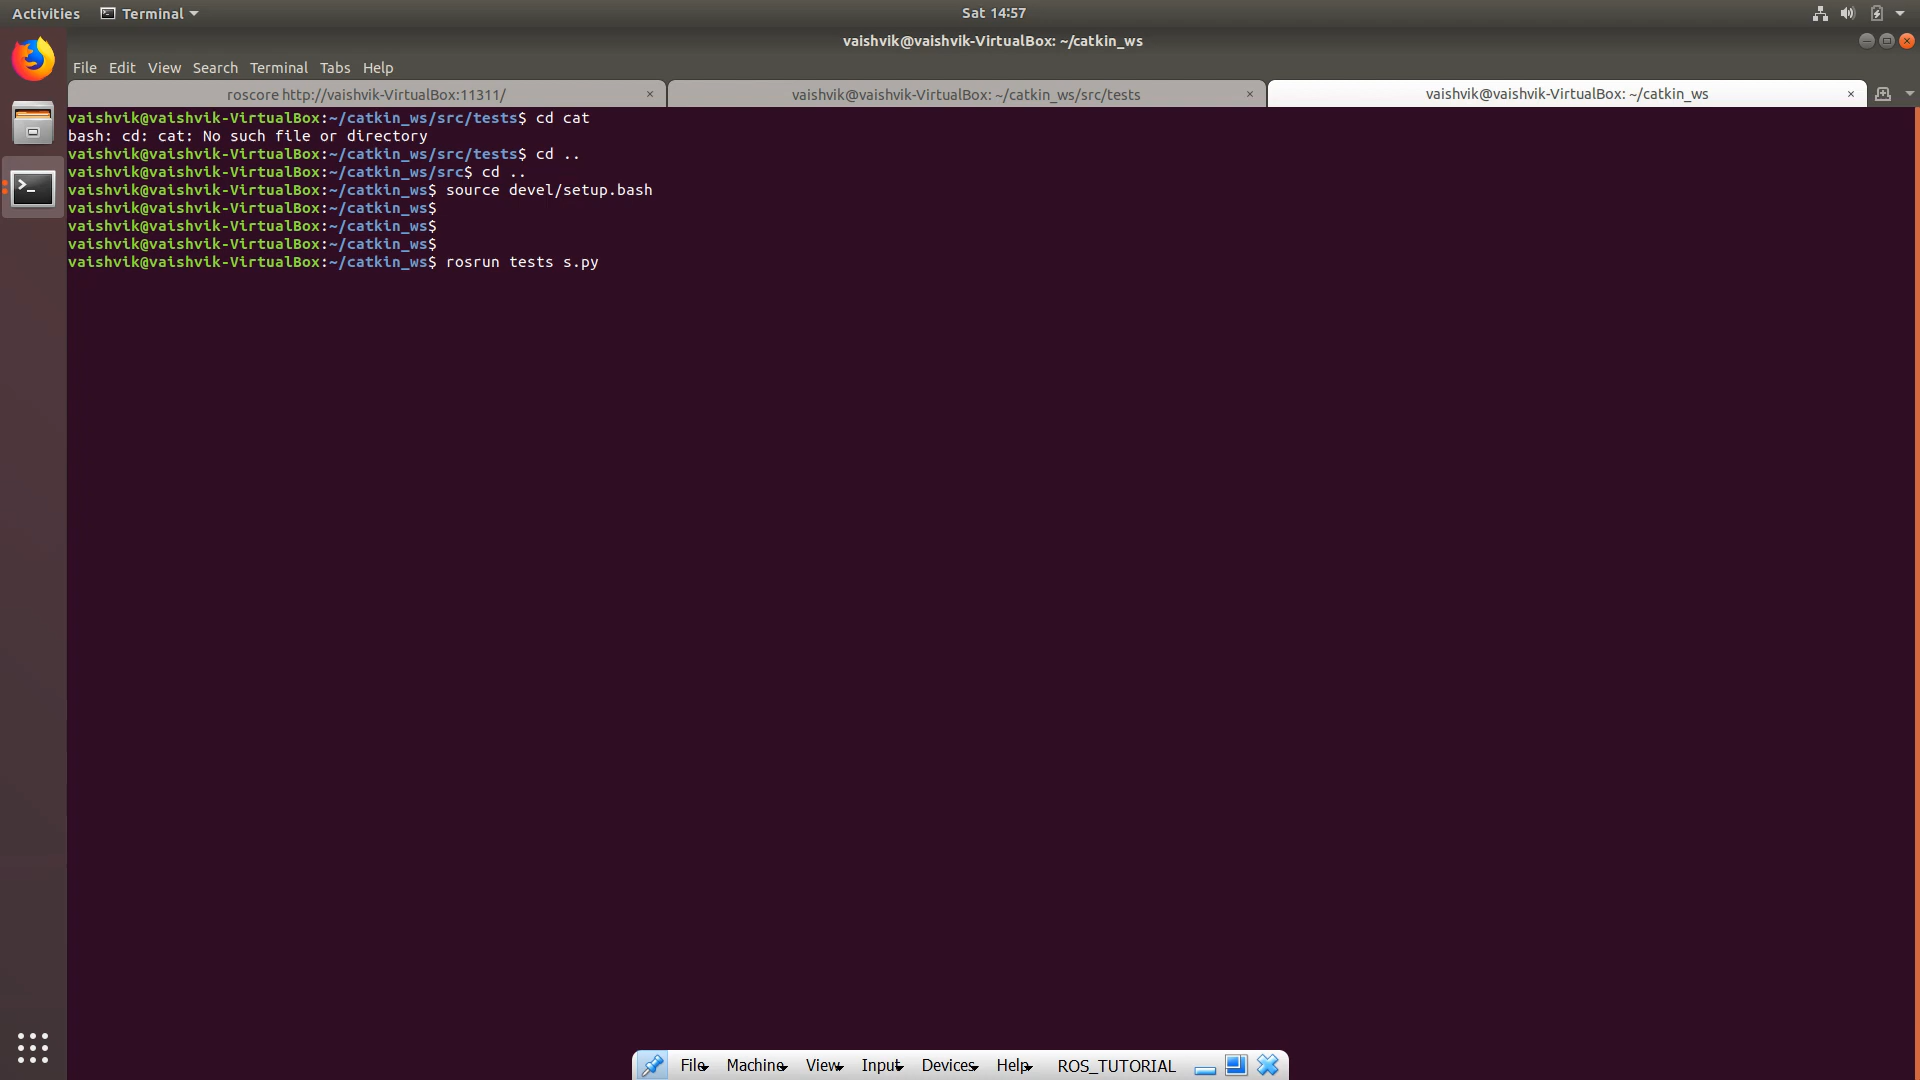 Activities Terminal Sat 14:57
vaishvik@vaishvik-VirtualBox: ~/catkin_ws
File Edit View Search Terminal Tabs Help
roscore http://vaishvik-VirtualBox:11311/ × vaishvik@vaishvik-VirtualBox: ~/catkin_ws/src/tests × vaishvik@vaishvik-VirtualBox: ~/catkin_ws ×
vaishvik@vaishvik-VirtualBox:~/catkin_ws/src/tests$ cd cat
bash: cd: cat: No such file or directory
vaishvik@vaishvik-VirtualBox:~/catkin_ws/src/tests$ cd ..
vaishvik@vaishvik-VirtualBox:~/catkin_ws/src$ cd ..
vaishvik@vaishvik-VirtualBox:~/catkin_ws$ source devel/setup.bash
vaishvik@vaishvik-VirtualBox:~/catkin_ws$
vaishvik@vaishvik-VirtualBox:~/catkin_ws$
vaishvik@vaishvik-VirtualBox:~/catkin_ws$
vaishvik@vaishvik-VirtualBox:~/catkin_ws$ rosrun tests s.py
File Machine View Input Devices Help ROS_TUTORIAL